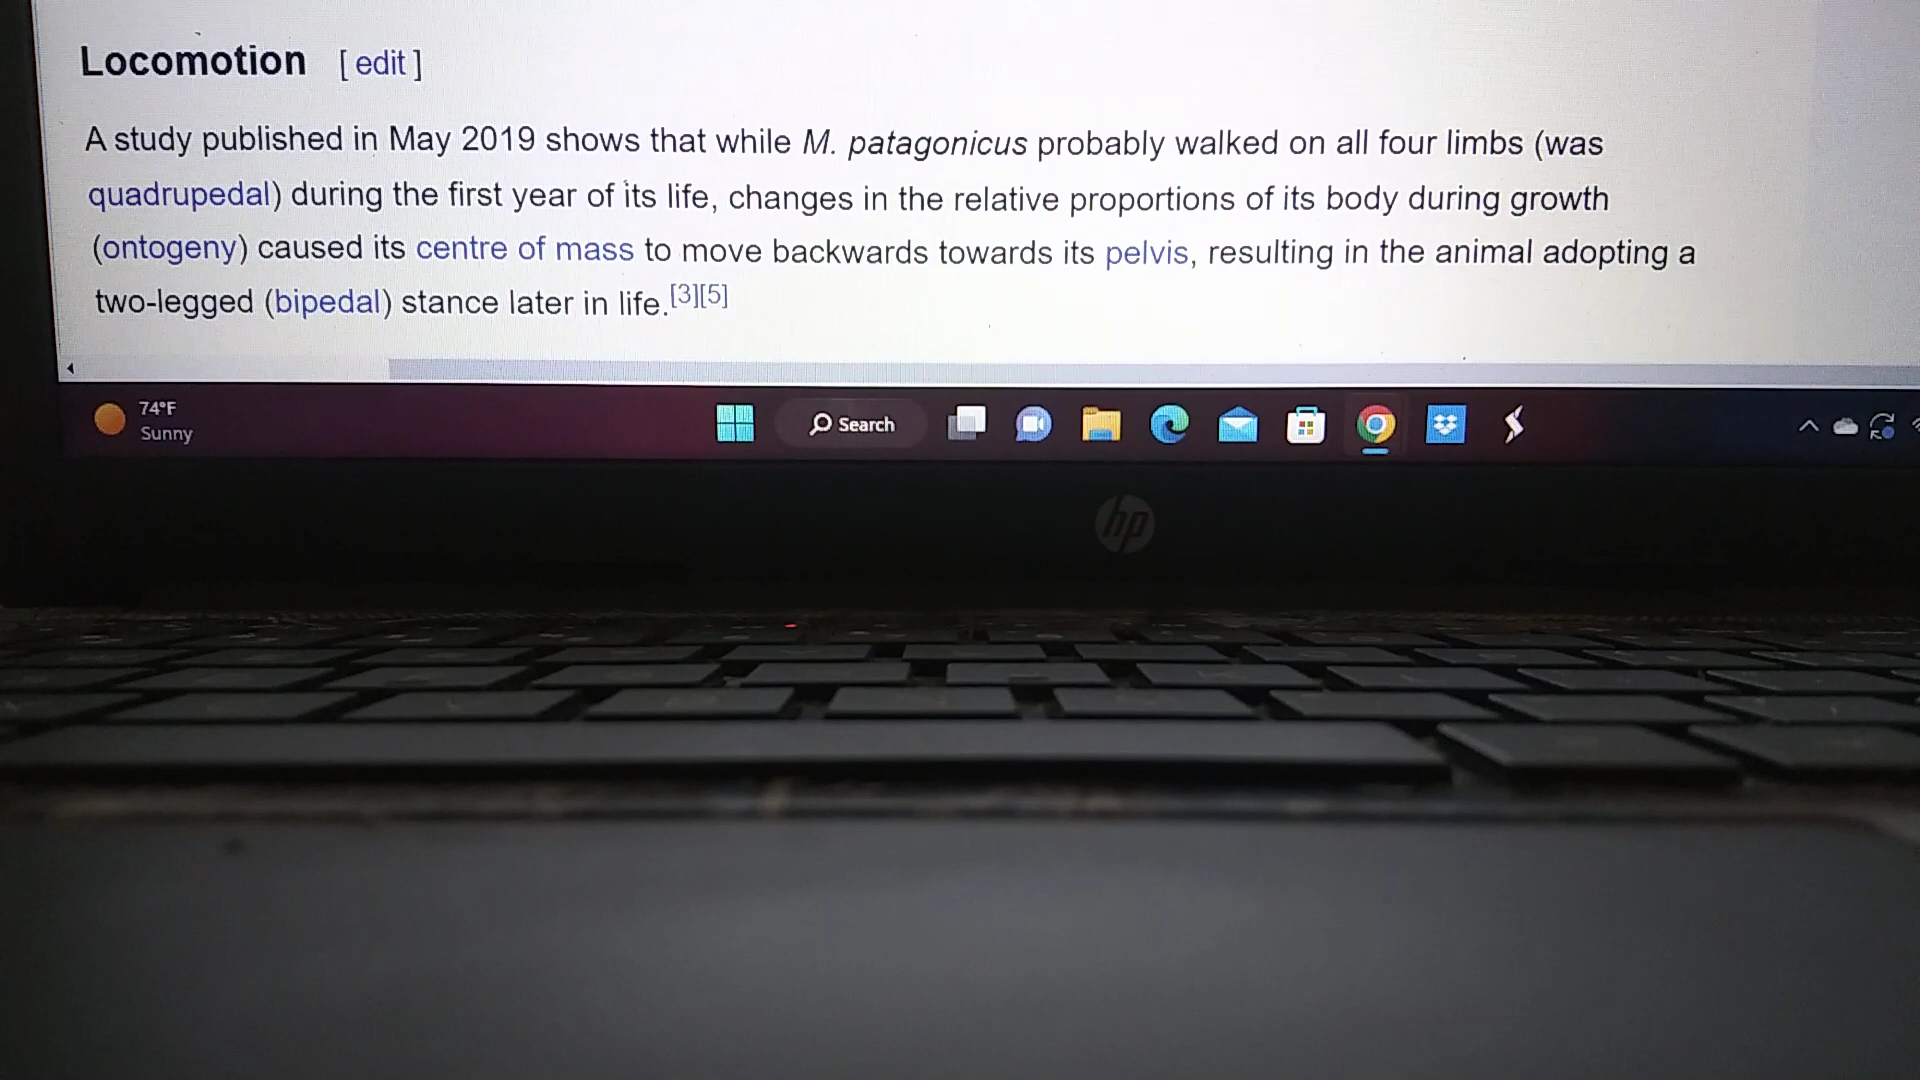 Locomotion [ edit ]
A study published in May 2019 shows that while M. patagonicus probably walked on all four limbs (was
quadrupedal) during the first year of its life, changes in the relative proportions of its body during growth
(ontogeny) caused its centre of mass to move backwards towards its pelvis, resulting in the animal adopting a
two-legged (bipedal) stance later in life.[3][5]
74°F
Sunny
Search
hp